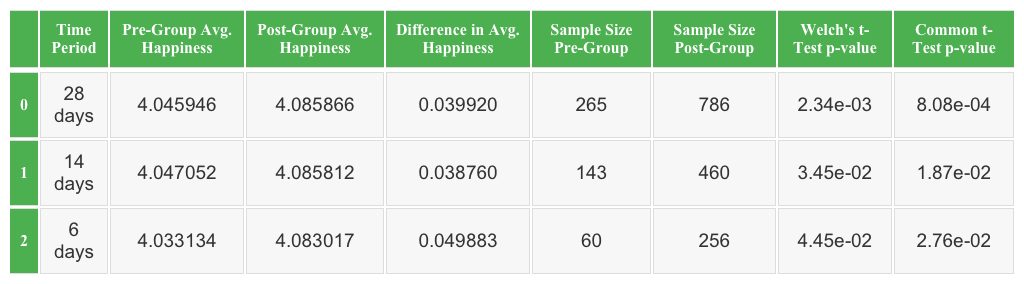 Time Period Pre-Group Avg. Happiness Post-Group Avg. Happiness Difference in Avg. Happiness Sample Size Pre-Group Sample Size Post-Group Welch's t-Test p-value Common t-Test p-value
0 28 days 4.045946 4.085866 0.039920 265 786 2.34e-03 8.08e-04
1 14 days 4.047052 4.085812 0.038760 143 460 3.45e-02 1.87e-02
2 6 days 4.033134 4.083017 0.049883 60 256 4.45e-02 2.76e-02